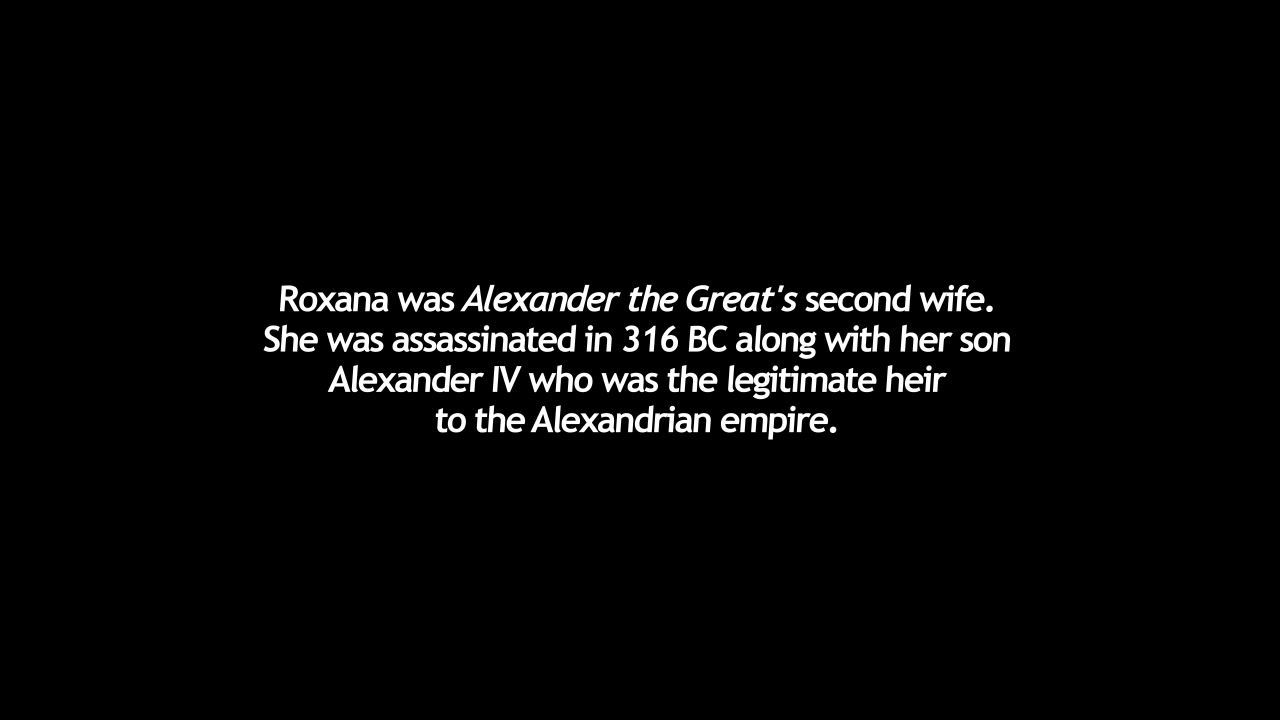 Roxana was Alexander the Great's second wife.
She was assassinated in 316 BC along with her son
Alexander IV who was the legitimate heir
to the Alexandrian empire.